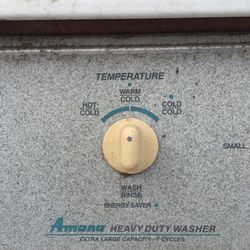 TEMPERATURE
WARM
COLD
HOT
COLD
COLD
COLD
SMALL
WASH
RINSE
ENERGY SAVER
Amana HEAVY DUTY WASHER
EXTRA LARGE CAPACITY-7 CYCLES